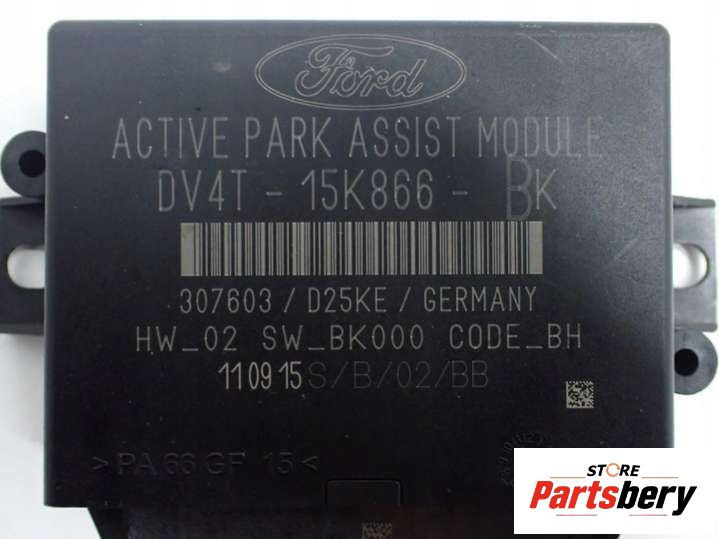 Ford
ACTIVE PARK ASSIST MODULE
DV4T - 15K866 - BK
307603 / D25KE / GERMANY
HW_02 SW_BK000 CODE_BH
110915 S/B/02/BB
>PA 66 GF 15<
STORE
Partsbery